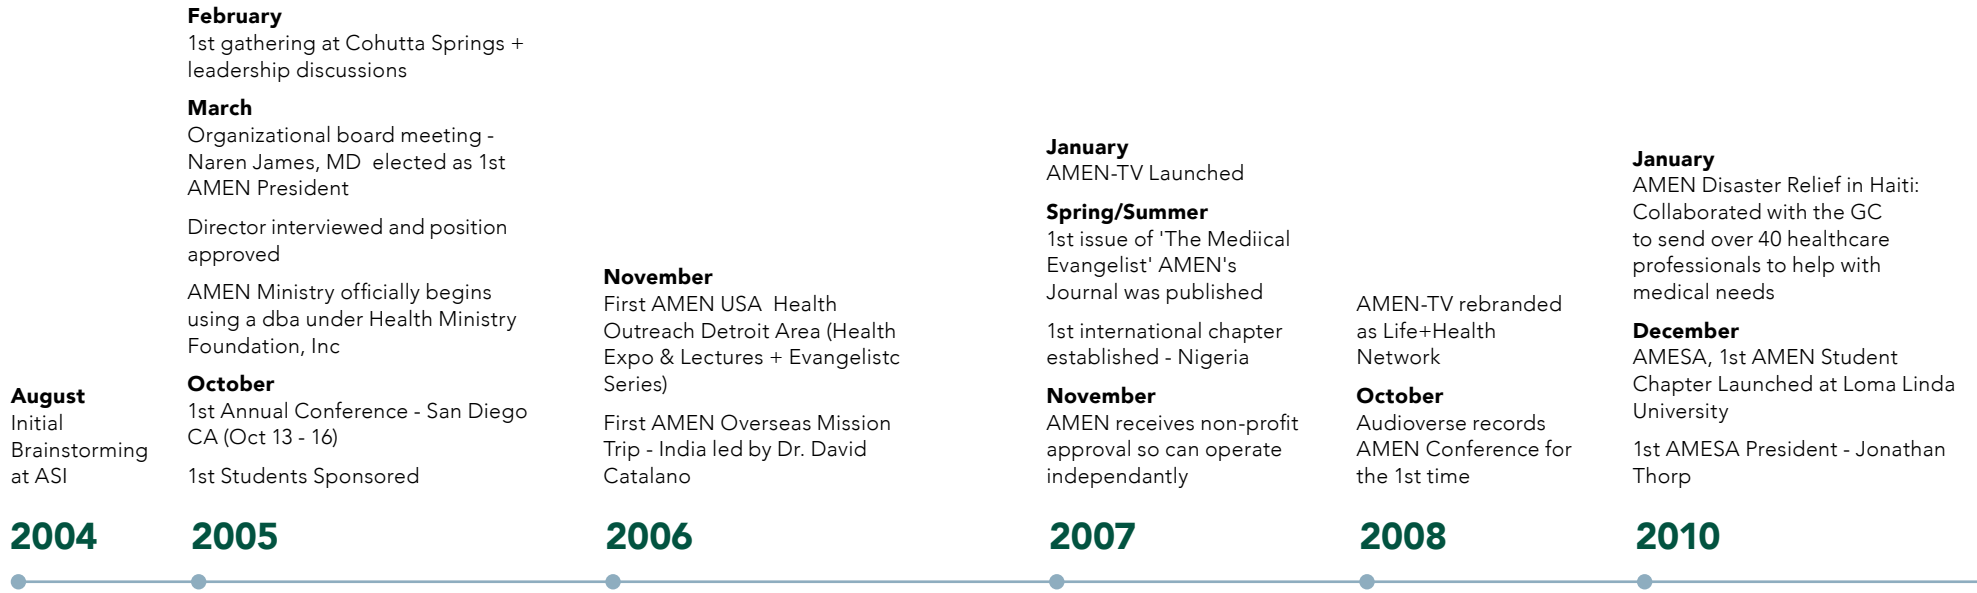 August
Initial
Brainstorming
at ASI
2004
February
1st gathering at Cohutta Springs +
leadership discussions
March
Organizational board meeting -
Naren James, MD  elected as 1st
AMEN President
Director interviewed and position
approved
AMEN Ministry officially begins
using a dba under Health Ministry
Foundation, Inc
October
1st Annual Conference - San Diego
CA (Oct 13 - 16)
1st Students Sponsored
2005
November
First AMEN USA  Health
Outreach Detroit Area (Health
Expo & Lectures + Evangelistc
Series)
First AMEN Overseas Mission
Trip - India led by Dr. David
Catalano
2006
January
AMEN-TV Launched
Spring/Summer
1st issue of 'The Mediical
Evangelist' AMEN's
Journal was published
1st international chapter
established - Nigeria
November
AMEN receives non-profit
approval so can operate
independantly
2007
AMEN-TV rebranded
as Life+Health
Network
October
Audioverse records
AMEN Conference for
the 1st time
2008
January
AMEN Disaster Relief in Haiti:
Collaborated with the GC
to send over 40 healthcare
professionals to help with
medical needs
December
AMESA, 1st AMEN Student
Chapter Launched at Loma Linda
University
1st AMESA President - Jonathan
Thorp
2010